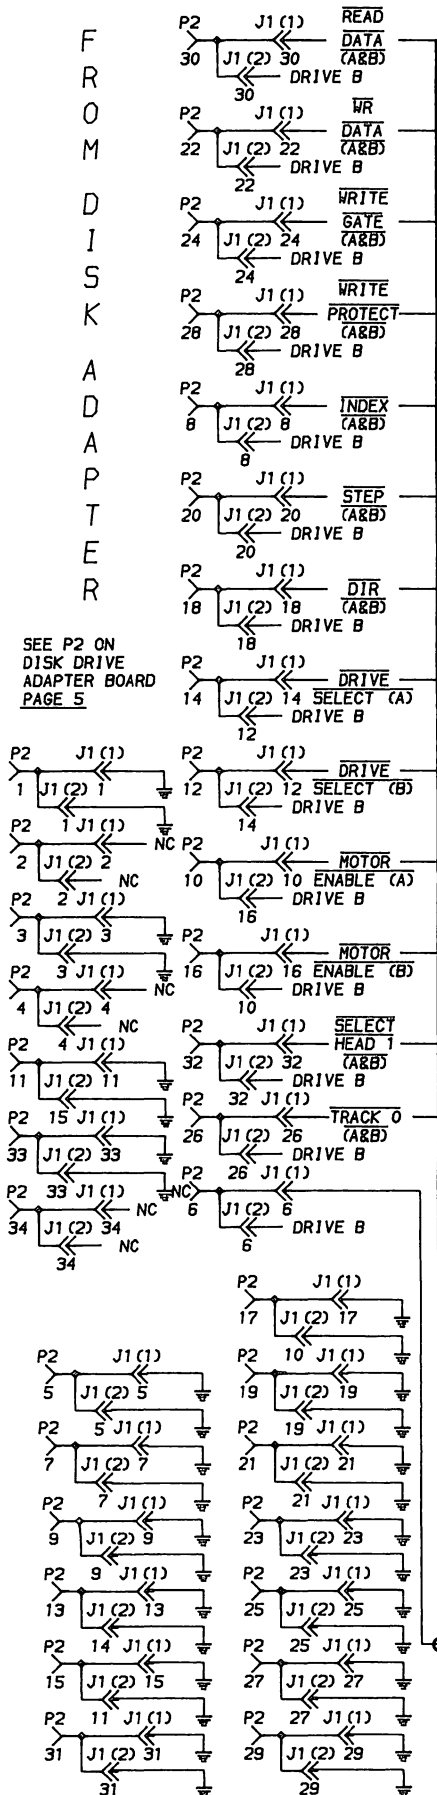 FROM DISK ADAPTER
P2 J1(1) READ
30 J1(2) 30 DATA
(A&B)
30 DRIVE B
P2 J1(1) WR
22 J1(2) 22 DATA
(A&B)
22 DRIVE B
P2 J1(1) WRITE
24 J1(2) 24 GATE
(A&B)
24 DRIVE B
P2 J1(1) WRITE
28 J1(2) 28 PROTECT
(A&B)
28 DRIVE B
P2 J1(1)
8 J1(2) 8 INDEX
(A&B)
8 DRIVE B
P2 J1(1)
20 J1(2) 20 STEP
(A&B)
20 DRIVE B
P2 J1(1)
18 J1(2) 18 DIR
(A&B)
18 DRIVE B
SEE P2 ON
DISK DRIVE
ADAPTER BOARD
PAGE 5
P2 J1(1) DRIVE
14 J1(2) 14 SELECT (A)
12 DRIVE B
P2 J1(1) DRIVE
12 J1(2) 12 SELECT (B)
14 DRIVE B
P2 J1(1) MOTOR
10 J1(2) 10 ENABLE (A)
16 DRIVE B
P2 J1(1) MOTOR
16 J1(2) 16 ENABLE (B)
10 DRIVE B
P2 J1(1) SELECT
32 J1(2) 32 HEAD 1
(A&B)
32 DRIVE B
P2 J1(1)
26 J1(2) 26 TRACK 0
(A&B)
26 DRIVE B
P2 J1(1)
NC 6 J1(2) 6
6 DRIVE B
P2 J1(1)
1 J1(2) 1
1
P2 J1(1)
2 J1(2) 2 NC
2 NC
P2 J1(1)
3 J1(2) 3
3
P2 J1(1)
4 J1(2) 4 NC
4 NC
P2 J1(1)
11 J1(2) 11
15
P2 J1(1)
33 J1(2) 33
33
P2 J1(1)
34 J1(2) 34 NC
34 NC
P2 J1(1)
17 J1(2) 17
10
P2 J1(1)
5 J1(2) 5
5
P2 J1(1)
19 J1(2) 19
19
P2 J1(1)
7 J1(2) 7
7
P2 J1(1)
21 J1(2) 21
21
P2 J1(1)
9 J1(2) 9
9
P2 J1(1)
23 J1(2) 23
23
P2 J1(1)
13 J1(2) 13
14
P2 J1(1)
25 J1(2) 25
25
P2 J1(1)
15 J1(2) 15
11
P2 J1(1)
27 J1(2) 27
27
P2 J1(1)
31 J1(2) 31
31
P2 J1(1)
29 J1(2) 29
29